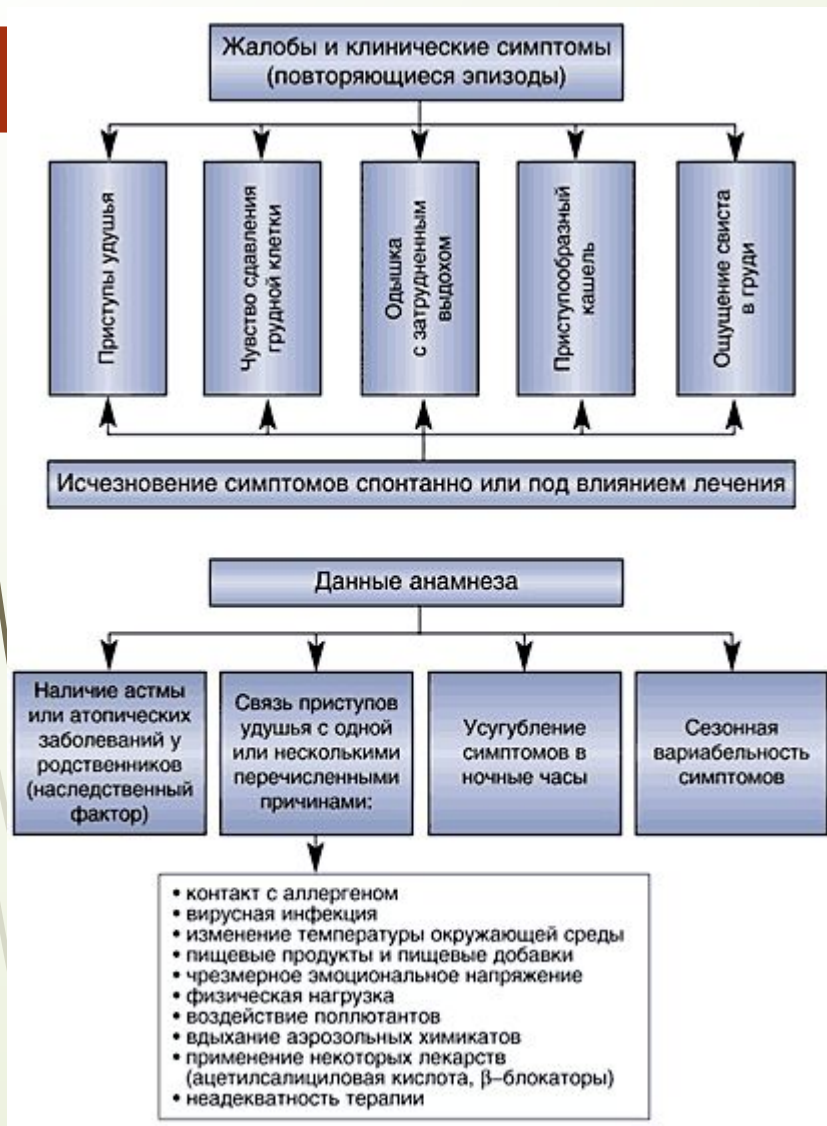 Жалобы и клинические симптомы
(повторяющиеся эпизоды)
Приступы удушья
Чувство сдавления
грудной клетки
Одышка
с затрудненным
выдохом
Приступообразный
кашель
Ощущение свиста
в груди
Исчезновение симптомов спонтанно или под влиянием лечения
Данные анамнеза
Наличие астмы
или атопических
заболеваний у
родственников
(наследственный
фактор)
Связь приступов
удушья с одной
или несколькими
перечисленными
причинами:
Усугубление
симптомов в
ночные часы
Сезонная
вариабельность
симптомов
• контакт с аллергеном
• вирусная инфекция
• изменение температуры окружающей среды
• пищевые продукты и пищевые добавки
• чрезмерное эмоциональное напряжение
• физическая нагрузка
• воздействие поллютантов
• вдыхание аэрозольных химикатов
• применение некоторых лекарств
(ацетилсалициловая кислота, β–блокаторы)
• неадекватность терапии